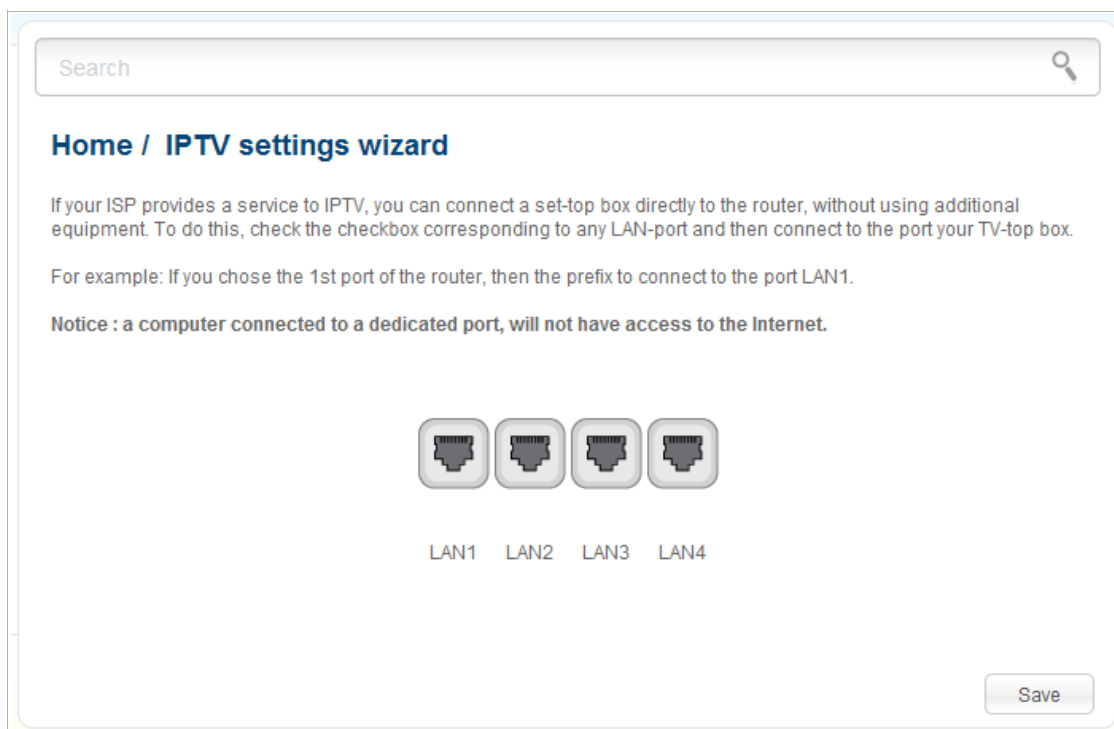 Search
Home / IPTV settings wizard
If your ISP provides a service to IPTV, you can connect a set-top box directly to the router, without using additional
equipment. To do this, check the checkbox corresponding to any LAN-port and then connect to the port your TV-top box.
For example: If you chose the 1st port of the router, then the prefix to connect to the port LAN1.
Notice : a computer connected to a dedicated port, will not have access to the Internet.
LAN1 LAN2 LAN3 LAN4
Save